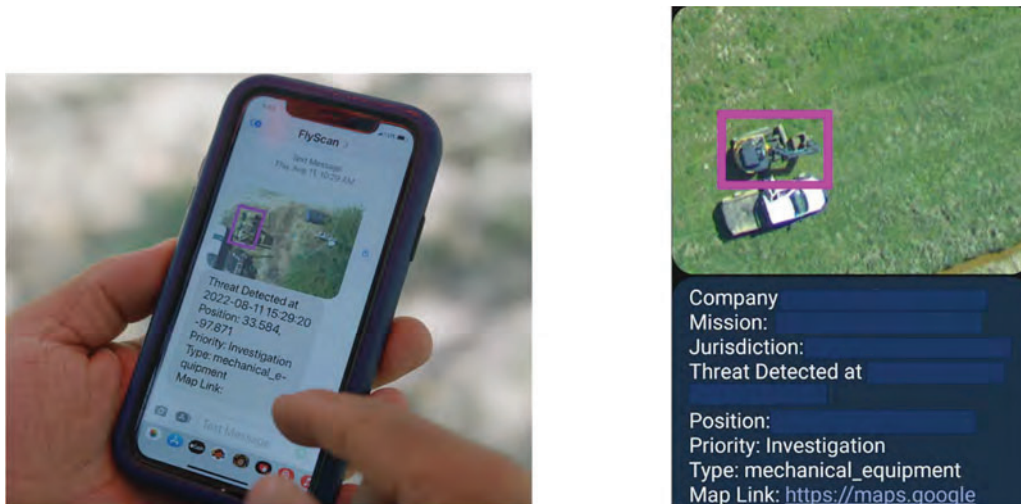 FlyScan
Text Message
Thu, Aug 11, 10:29 AM
Threat Detected at
2022-08-11 15:29:20
Position: 33.584,
-97.871
Priority: Investigation
Type: mechanical_e-
quipment
Map Link:
Text Message
Company
Mission:
Jurisdiction:
Threat Detected at
Position:
Priority: Investigation
Type: mechanical_equipment
Map Link: https://maps.google